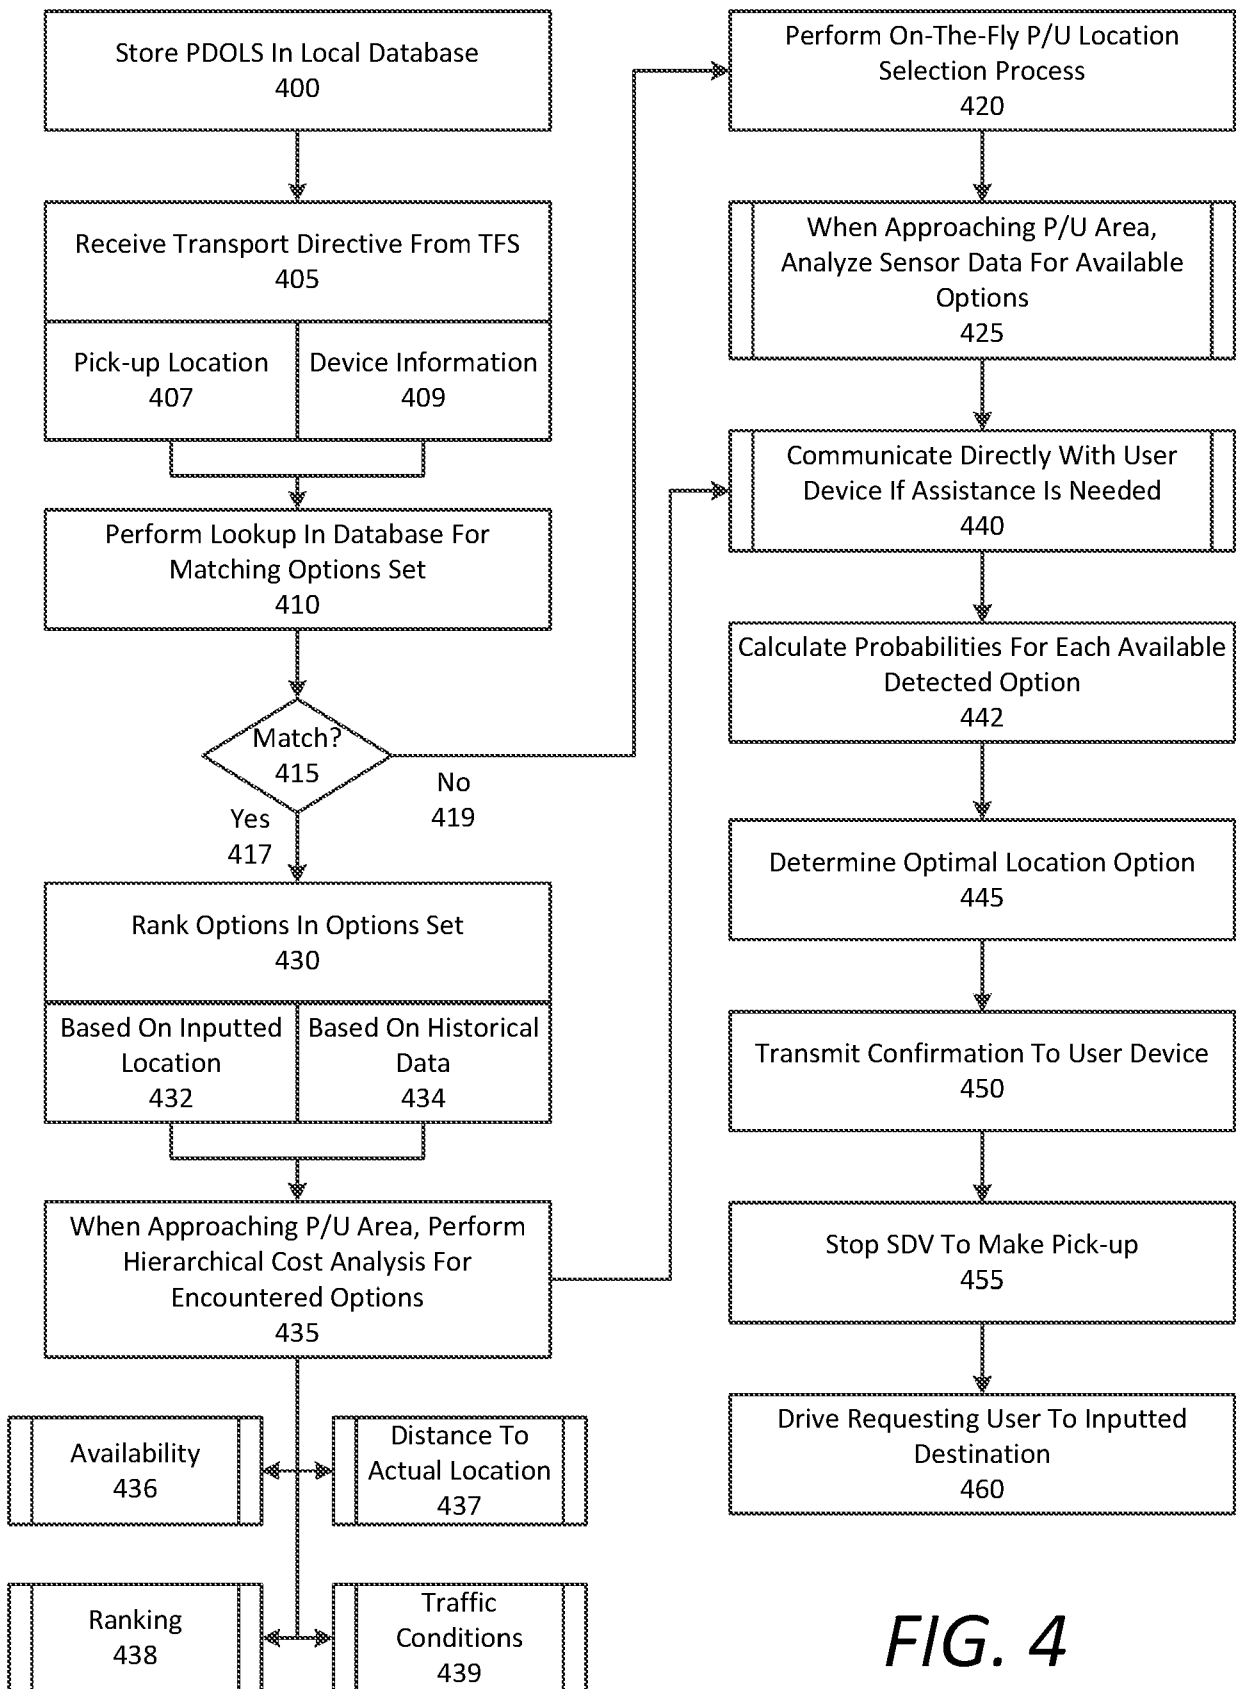 Store PDOLS In Local Database
400
Receive Transport Directive From TFS
405
Pick-up Location
407
Device Information
409
Perform Lookup In Database For
Matching Options Set
410
Match?
415
No
419
Yes
417
Rank Options In Options Set
430
Based On Inputted
Location
432
Based On Historical
Data
434
When Approaching P/U Area, Perform
Hierarchical Cost Analysis For
Encountered Options
435
Availability
436
Distance To
Actual Location
437
Ranking
438
Traffic
Conditions
439
Perform On-The-Fly P/U Location
Selection Process
420
When Approaching P/U Area,
Analyze Sensor Data For Available
Options
425
Communicate Directly With User
Device If Assistance Is Needed
440
Calculate Probabilities For Each Available
Detected Option
442
Determine Optimal Location Option
445
Transmit Confirmation To User Device
450
Stop SDV To Make Pick-up
455
Drive Requesting User To Inputted
Destination
460
FIG. 4